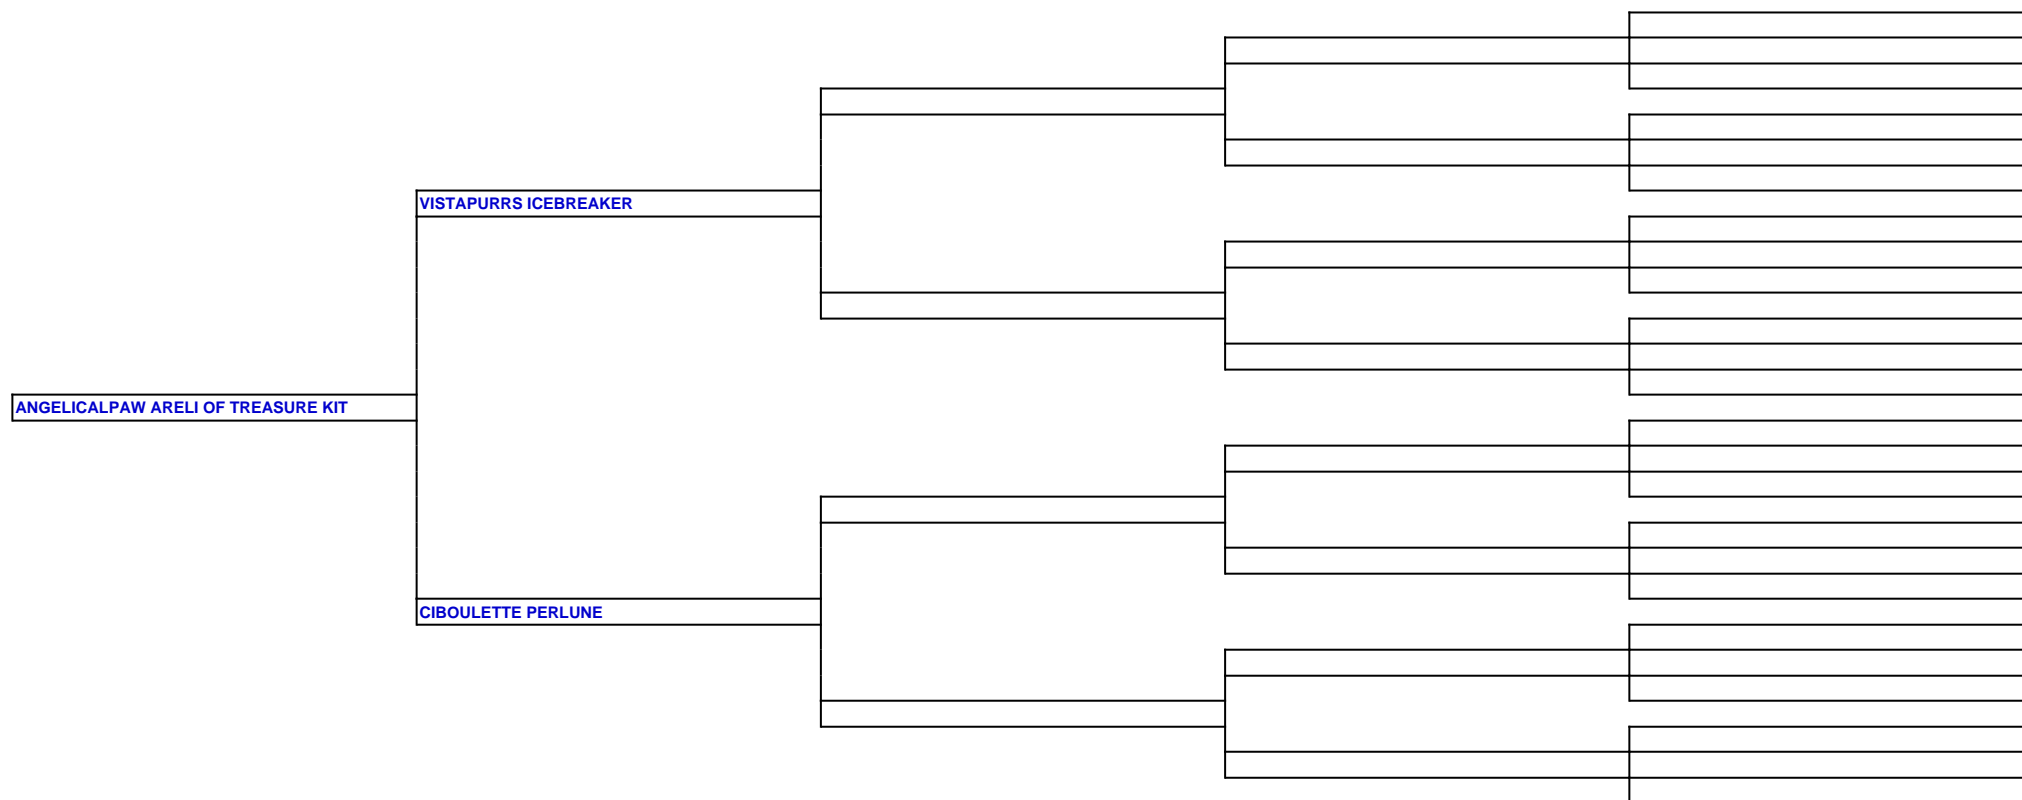 VISTAPURRS ICEBREAKER
ANGELICALPAW ARELI OF TREASURE KIT
CIBOULETTE PERLUNE